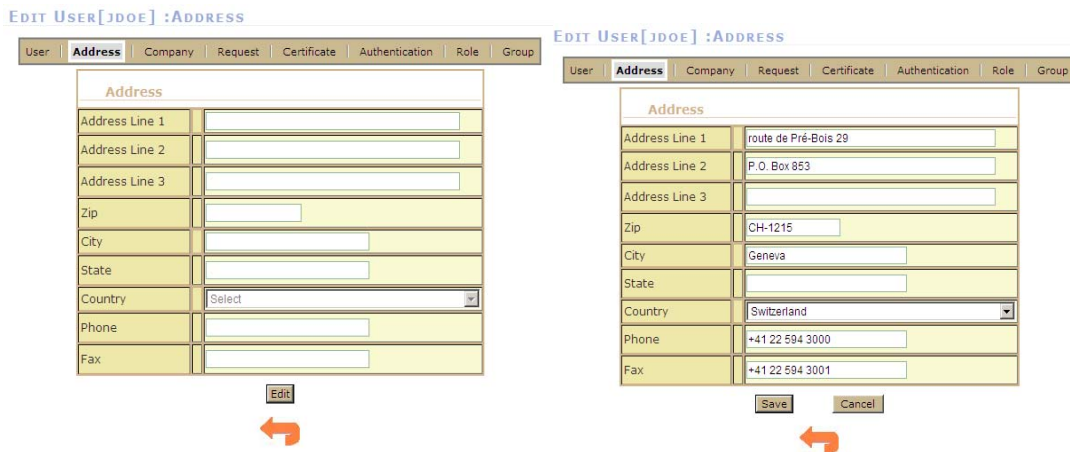 EDIT USER[JDOE] :ADDRESS
User | Address | Company | Request | Certificate | Authentication | Role | Group
Address
Address Line 1
Address Line 2
Address Line 3
Zip
City
State
Country Select
Phone
Fax
Edit
EDIT USER[JDOE] :ADDRESS
User | Address | Company | Request | Certificate | Authentication | Role | Group
Address
Address Line 1 route de Pré-Bois 29
Address Line 2 P.O. Box 853
Address Line 3
Zip CH-1215
City Geneva
State
Country Switzerland
Phone +41 22 594 3000
Fax +41 22 594 3001
Save Cancel